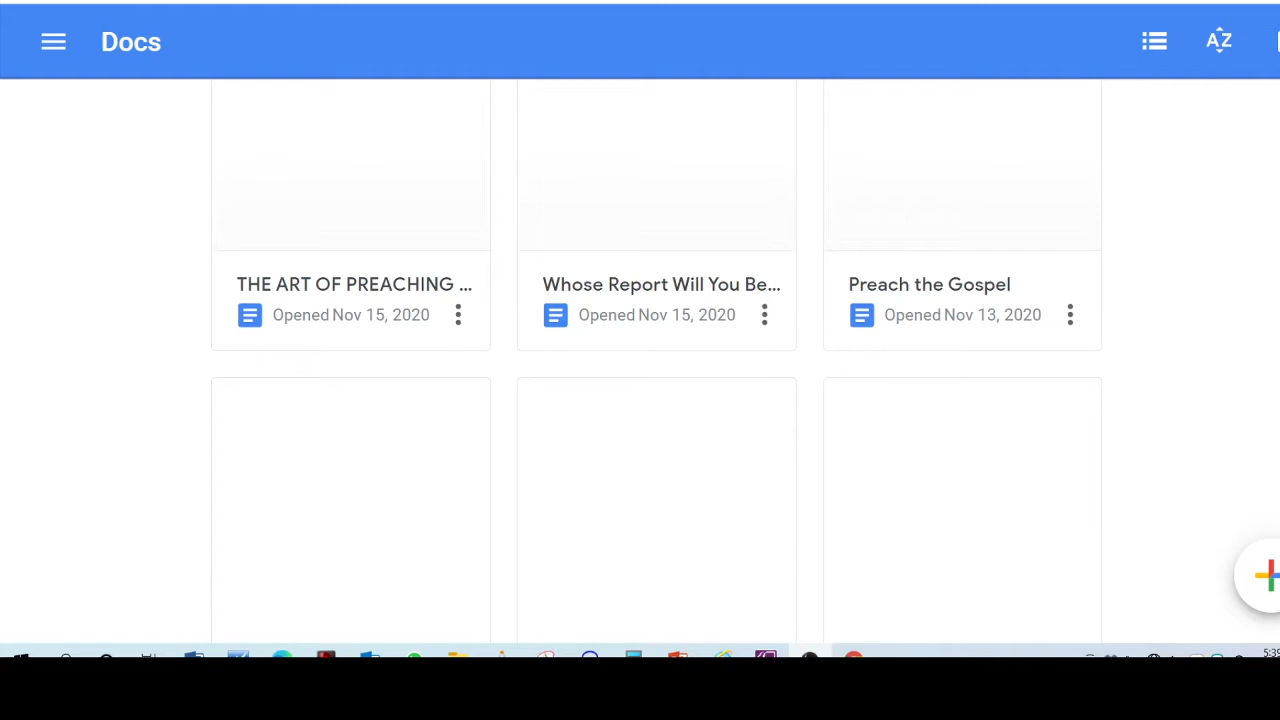 Docs
AZ
THE ART OF PREACHING ...
Whose Report Will You Be...
Preach the Gospel
Opened Nov 15, 2020
Opened Nov 15, 2020
Opened Nov 13, 2020